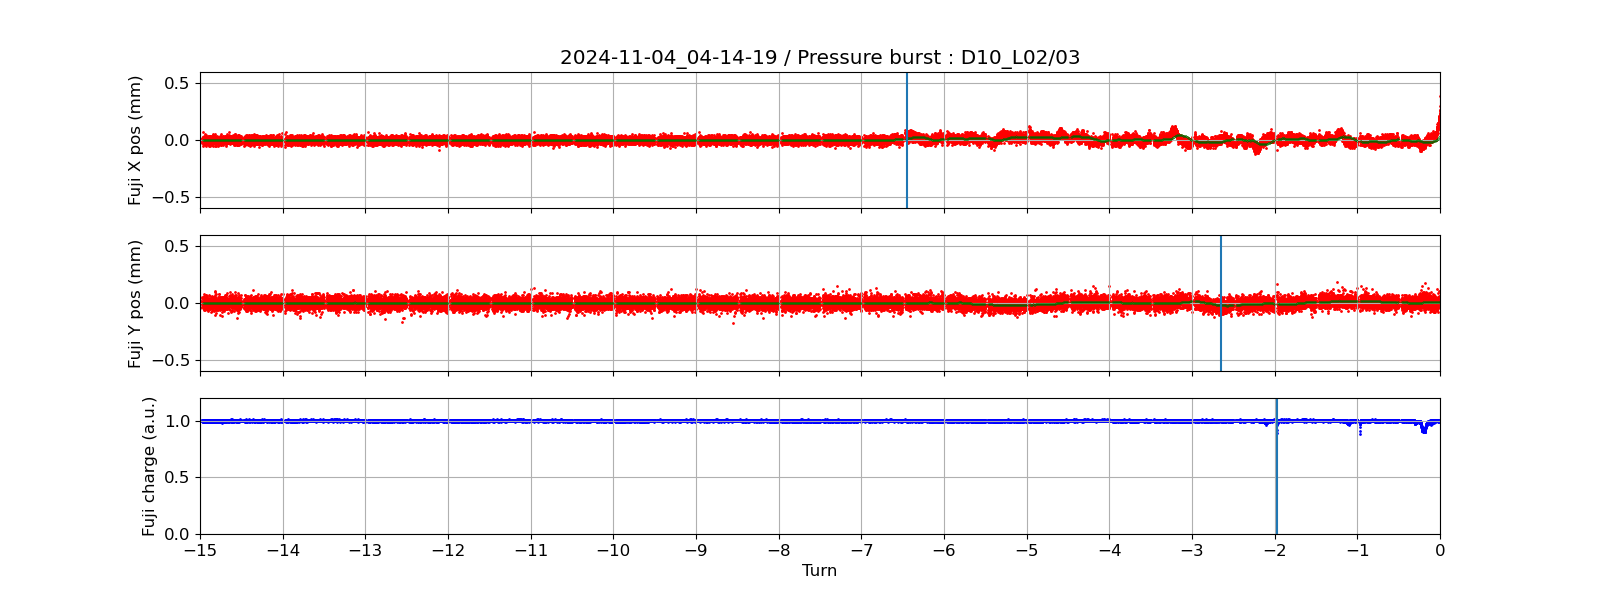 2024-11-04_04-14-19 / Pressure burst : D10_L02/03
Fuji X pos (mm)
0.5
0.0
−0.5
Fuji Y pos (mm)
0.5
0.0
−0.5
Fuji charge (a.u.)
1.0
0.5
0.0
−15 −14 −13 −12 −11 −10 −9 −8 −7 −6 −5 −4 −3 −2 −1 0
Turn